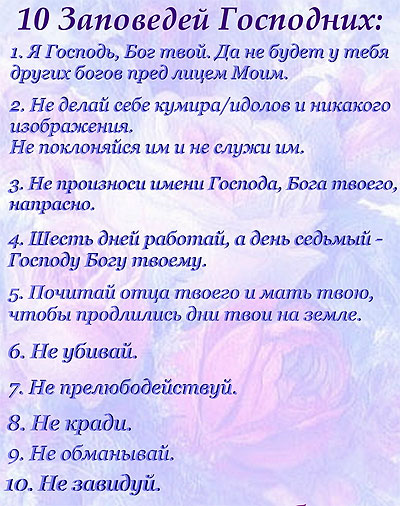 10 Заповедей Господних:
1. Я Господь, Бог твой. Да не будет у тебя
других богов пред лицем Моим.
2. Не делай себе кумира/идолов и никакого
изображения.
Не поклоняйся им и не служи им.
3. Не произноси имени Господа, Бога твоего,
напрасно.
4. Шесть дней работай, а день седьмый -
Господу Богу твоему.
5. Почитай отца твоего и мать твою,
чтобы продлились дни твои на земле.
6. Не убивай.
7. Не прелюбодействуй.
8. Не кради.
9. Не обманывай.
10. Не завидуй.